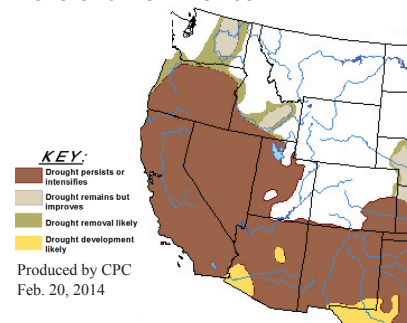 KEY:
Drought persists or
intensifies
Drought remains but
improves
Drought removal likely
Drought development
likely
Produced by CPC
Feb. 20, 2014